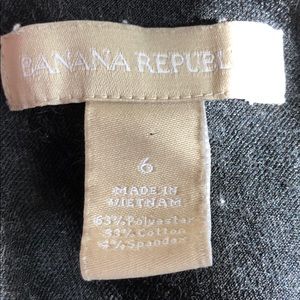 BANANA REPUBL
6
MADE IN
VIETNAM
63% Polyester
33% Cotton
4% Spandex